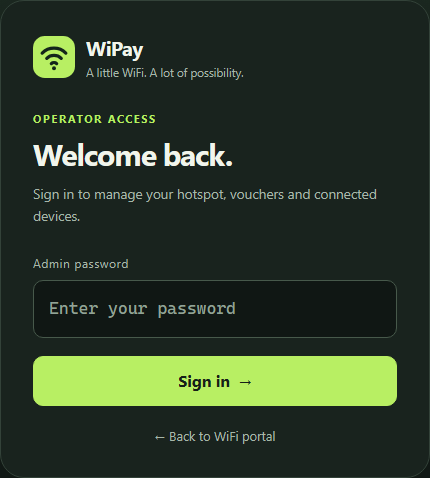 WiPay
A little WiFi. A lot of possibility.
OPERATOR ACCESS
Welcome back.
Sign in to manage your hotspot, vouchers and connected
devices.
Admin password
Enter your password
Sign in →
← Back to WiFi portal